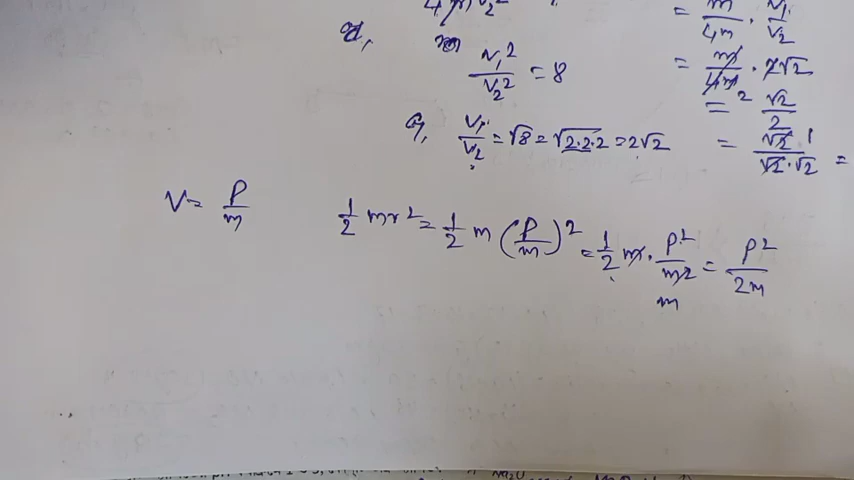 = m/4m · V₁/V₂
V₁²/V₂² = 8
= m/4m · 2√2
= √2/2
V₁/V₂ = √8 = √2·2·2 = 2√2
= √2 1/√2·√2 =
V = P/m
1/2 mv² = 1/2 m (P/m)² = 1/2 m · P²/m² = P²/2m
m